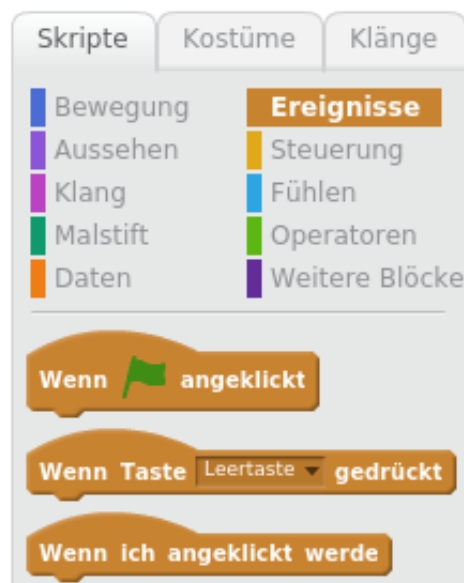 Skripte Kostüme Klänge
Bewegung Ereignisse
Aussehen Steuerung
Klang Fühlen
Malstift Operatoren
Daten Weitere Blöcke
Wenn angeklickt
Wenn Taste Leertaste gedrückt
Wenn ich angeklickt werde